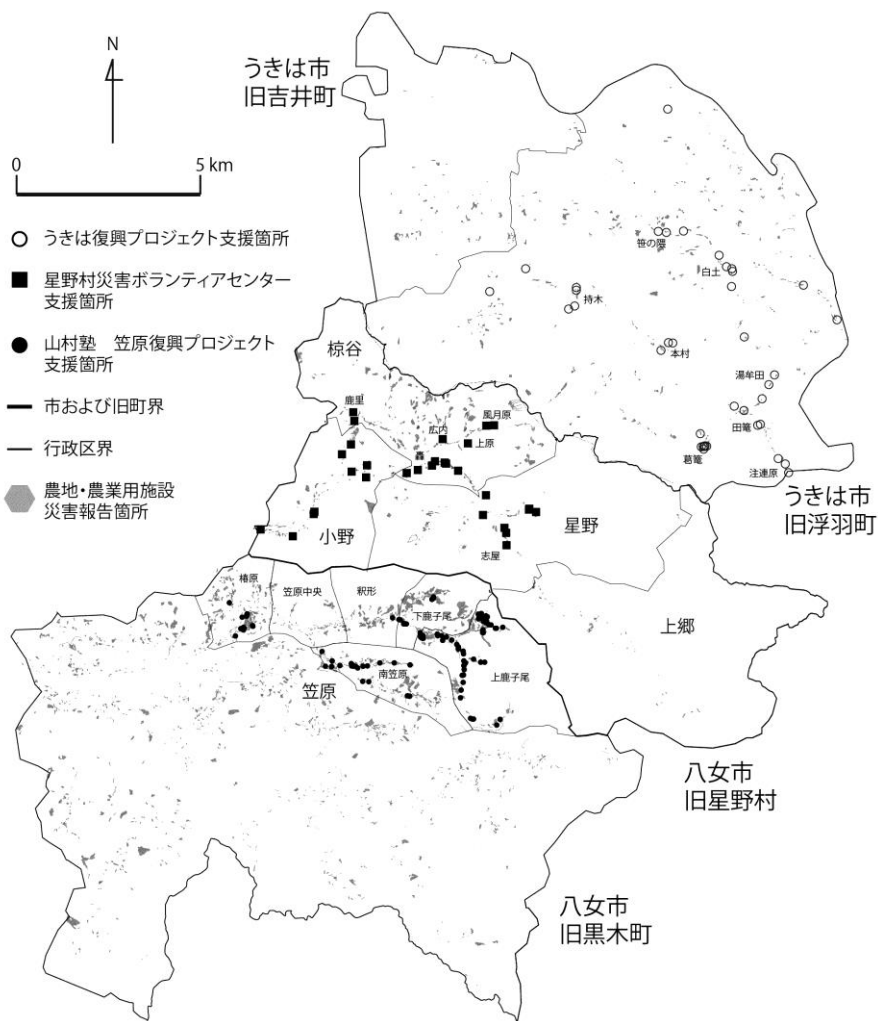 N
0 5 km
うきは復興プロジェクト支援箇所
星野村災害ボランティアセンター
支援箇所
山村塾 笠原復興プロジェクト
支援箇所
市および旧町界
行政区界
農地・農業用施設
災害報告箇所
うきは市
旧吉井町
笹の隈
白土
持木
本村
湯牟田
田篭
葛篭
注連原
うきは市
旧浮羽町
椋谷
鹿里
広内
風月原
上原
小野
星野
志屋
上郷
八女市
旧星野村
椿原
笠原中央
釈形
下鹿子尾
上鹿子尾
南笠原
笠原
八女市
旧黒木町